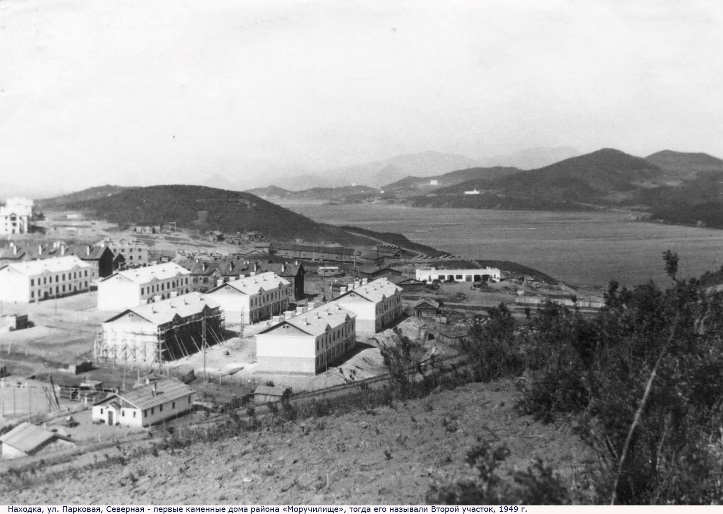 Находка, ул. Парковая, Северная - первые каменные дома района «Моручилище», тогда его называли Второй участок, 1949 г.